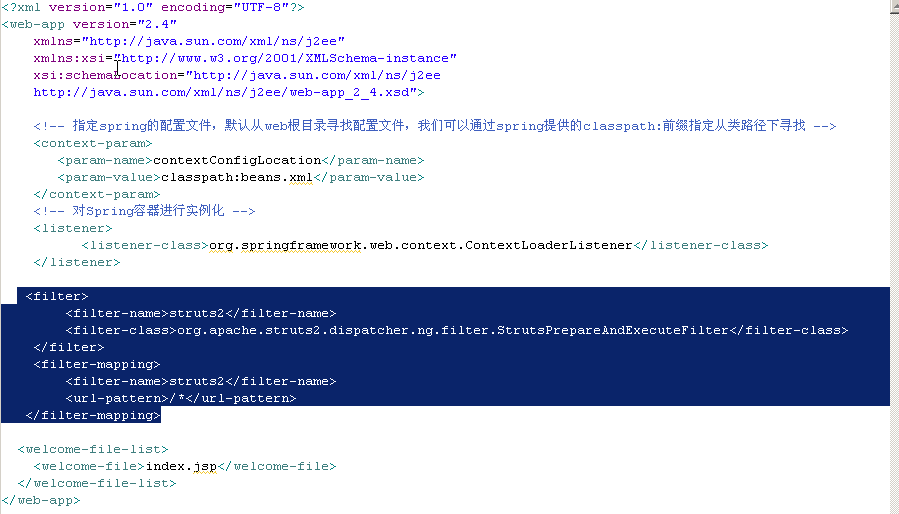 <?xml version="1.0" encoding="UTF-8"?>
<web-app version="2.4"
xmlns="http://java.sun.com/xml/ns/j2ee"
xmlns:xsi="http://www.w3.org/2001/XMLSchema-instance"
xsi:schemaLocation="http://java.sun.com/xml/ns/j2ee
http://java.sun.com/xml/ns/j2ee/web-app_2_4.xsd">
<!-- 指定spring的配置文件，默认从web根目录寻找配置文件，我们可以通过spring提供的classpath:前缀指定从类路径下寻找 -->
<context-param>
<param-name>contextConfigLocation</param-name>
<param-value>classpath:beans.xml</param-value>
</context-param>
<!-- 对Spring容器进行实例化 -->
<listener>
<listener-class>org.springframework.web.context.ContextLoaderListener</listener-class>
</listener>
<filter>
<filter-name>struts2</filter-name>
<filter-class>org.apache.struts2.dispatcher.ng.filter.StrutsPrepareAndExecuteFilter</filter-class>
</filter>
<filter-mapping>
<filter-name>struts2</filter-name>
<url-pattern>/*</url-pattern>
</filter-mapping>
<welcome-file-list>
<welcome-file>index.jsp</welcome-file>
</welcome-file-list>
</web-app>